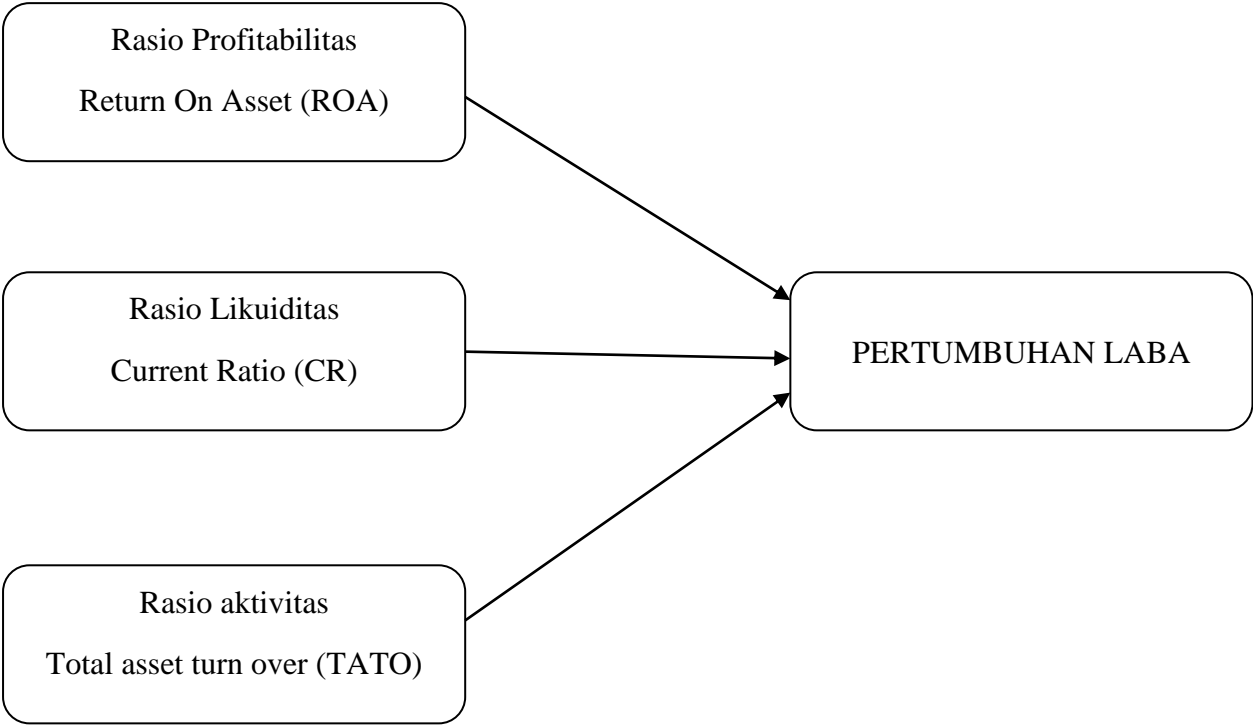 Rasio Profitabilitas
Return On Asset (ROA)
Rasio Likuiditas
Current Ratio (CR)
PERTUMBUHAN LABA
Rasio aktivitas
Total asset turn over (TATO)